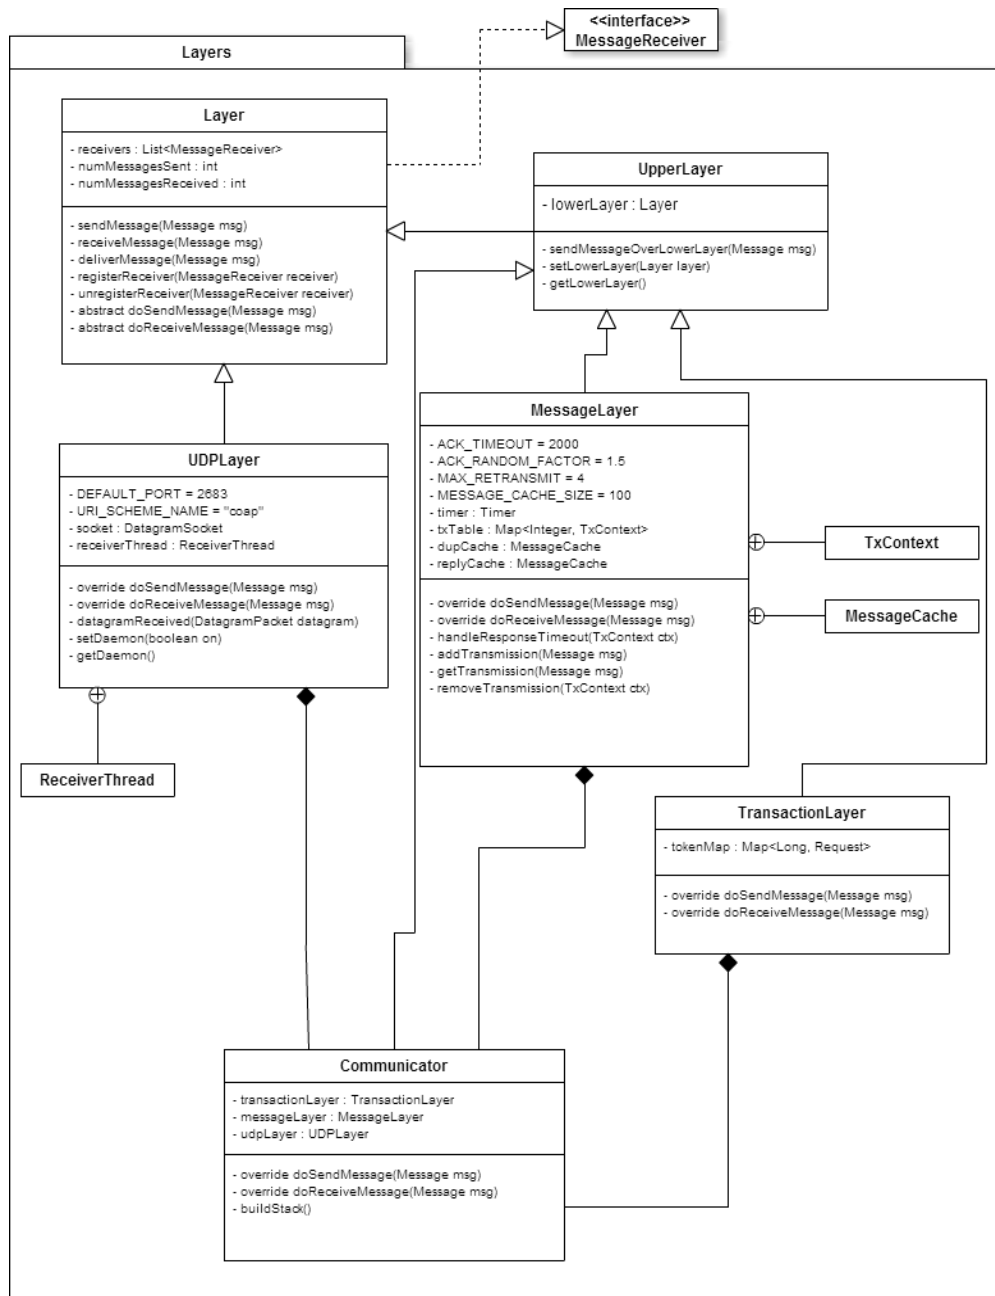 <<interface>>
MessageReceiver
Layers
Layer
- receivers : List<MessageReceiver>
- numMessagesSent : int
- numMessagesReceived : int
- sendMessage(Message msg)
- receiveMessage(Message msg)
- deliverMessage(Message msg)
- registerReceiver(MessageReceiver receiver)
- unregisterReceiver(MessageReceiver receiver)
- abstract doSendMessage(Message msg)
- abstract doReceiveMessage(Message msg)
UpperLayer
- lowerLayer : Layer
- sendMessageOverLowerLayer(Message msg)
- setLowerLayer(Layer layer)
- getLowerLayer()
UDPLayer
- DEFAULT_PORT = 2683
- URI_SCHEME_NAME = "coap"
- socket : DatagramSocket
- receiverThread : ReceiverThread
- override doSendMessage(Message msg)
- override doReceiveMessage(Message msg)
- datagramReceived(DatagramPacket datagram)
- setDaemon(boolean on)
- getDaemon()
MessageLayer
- ACK_TIMEOUT = 2000
- ACK_RANDOM_FACTOR = 1.5
- MAX_RETRANSMIT = 4
- MESSAGE_CACHE_SIZE = 100
- timer : Timer
- txTable : Map<Integer, TxContext>
- dupCache : MessageCache
- replyCache : MessageCache
- override doSendMessage(Message msg)
- override doReceiveMessage(Message msg)
- handleResponseTimeout(TxContext ctx)
- addTransmission(Message msg)
- getTransmission(Message msg)
- removeTransmission(TxContext ctx)
TxContext
MessageCache
ReceiverThread
TransactionLayer
- tokenMap : Map<Long, Request>
- override doSendMessage(Message msg)
- override doReceiveMessage(Message msg)
Communicator
- transactionLayer : TransactionLayer
- messageLayer : MessageLayer
- udpLayer : UDPLayer
- override doSendMessage(Message msg)
- override doReceiveMessage(Message msg)
- buildStack()